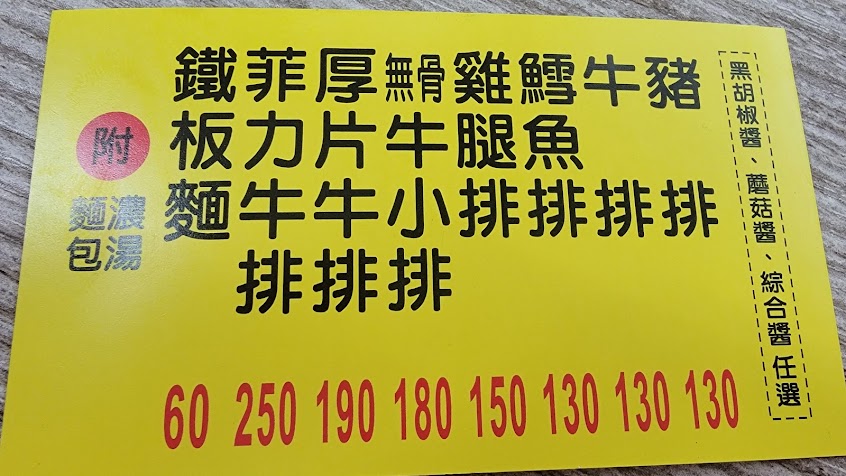 黑胡椒醬、蘑菇醬、綜合醬 任選
豬排 130
牛排 130
鱈魚排 130
雞腿排 150
無骨牛小排 180
厚片牛排 190
菲力牛排 250
鐵板麵 60
附
濃湯
麵包